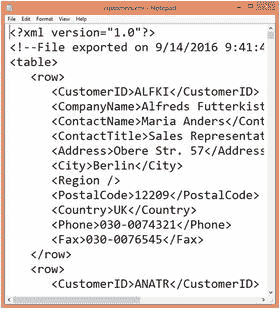 customers.xml - Notepad
File Edit Format View Help
<?xml version="1.0"?>
<!--File exported on 9/14/2016 9:41:4
<table>
<row>
<CustomerID>ALFKI</CustomerID>
<CompanyName>Alfreds Futterkist
<ContactName>Maria Anders</Cont
<ContactTitle>Sales Representat
<Address>Obere Str. 57</Address
<City>Berlin</City>
<Region />
<PostalCode>12209</PostalCode>
<Country>UK</Country>
<Phone>030-0074321</Phone>
<Fax>030-0076545</Fax>
</row>
<row>
<CustomerID>ANATR</CustomerID>